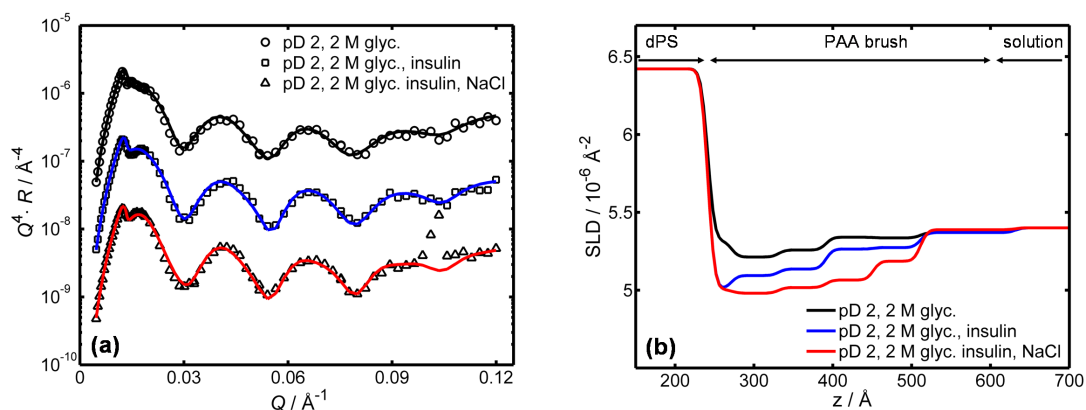 (a)
10⁻⁵
10⁻⁶
10⁻⁷
10⁻⁸
10⁻⁹
10⁻¹⁰
Q⁴· R / Å⁻⁴
pD 2, 2 M glyc.
pD 2, 2 M glyc., insulin
pD 2, 2 M glyc. insulin, NaCl
(a)
0 0.03 0.06 0.09 0.12
Q / Å⁻¹
(b)
6.5
6
5.5
5
SLD / 10⁻⁶ Å⁻²
dPS PAA brush solution
pD 2, 2 M glyc.
pD 2, 2 M glyc., insulin
pD 2, 2 M glyc. insulin, NaCl
(b)
200 300 400 500 600 700
z / Å